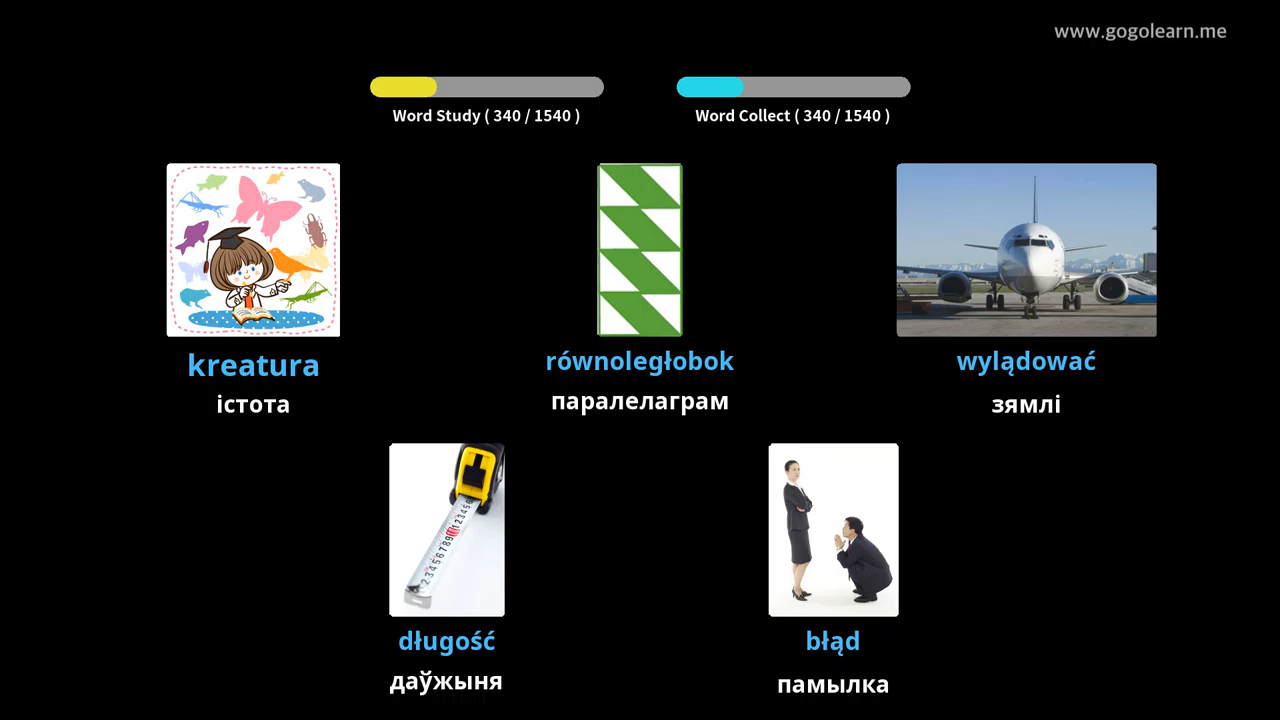 www.gogolearn.me
Word Study ( 340 / 1540 )
Word Collect ( 340 / 1540 )
kreatura
істота
równoległobok
паралелаграм
wylądować
зямлі
długość
даўжыня
błąd
памылка